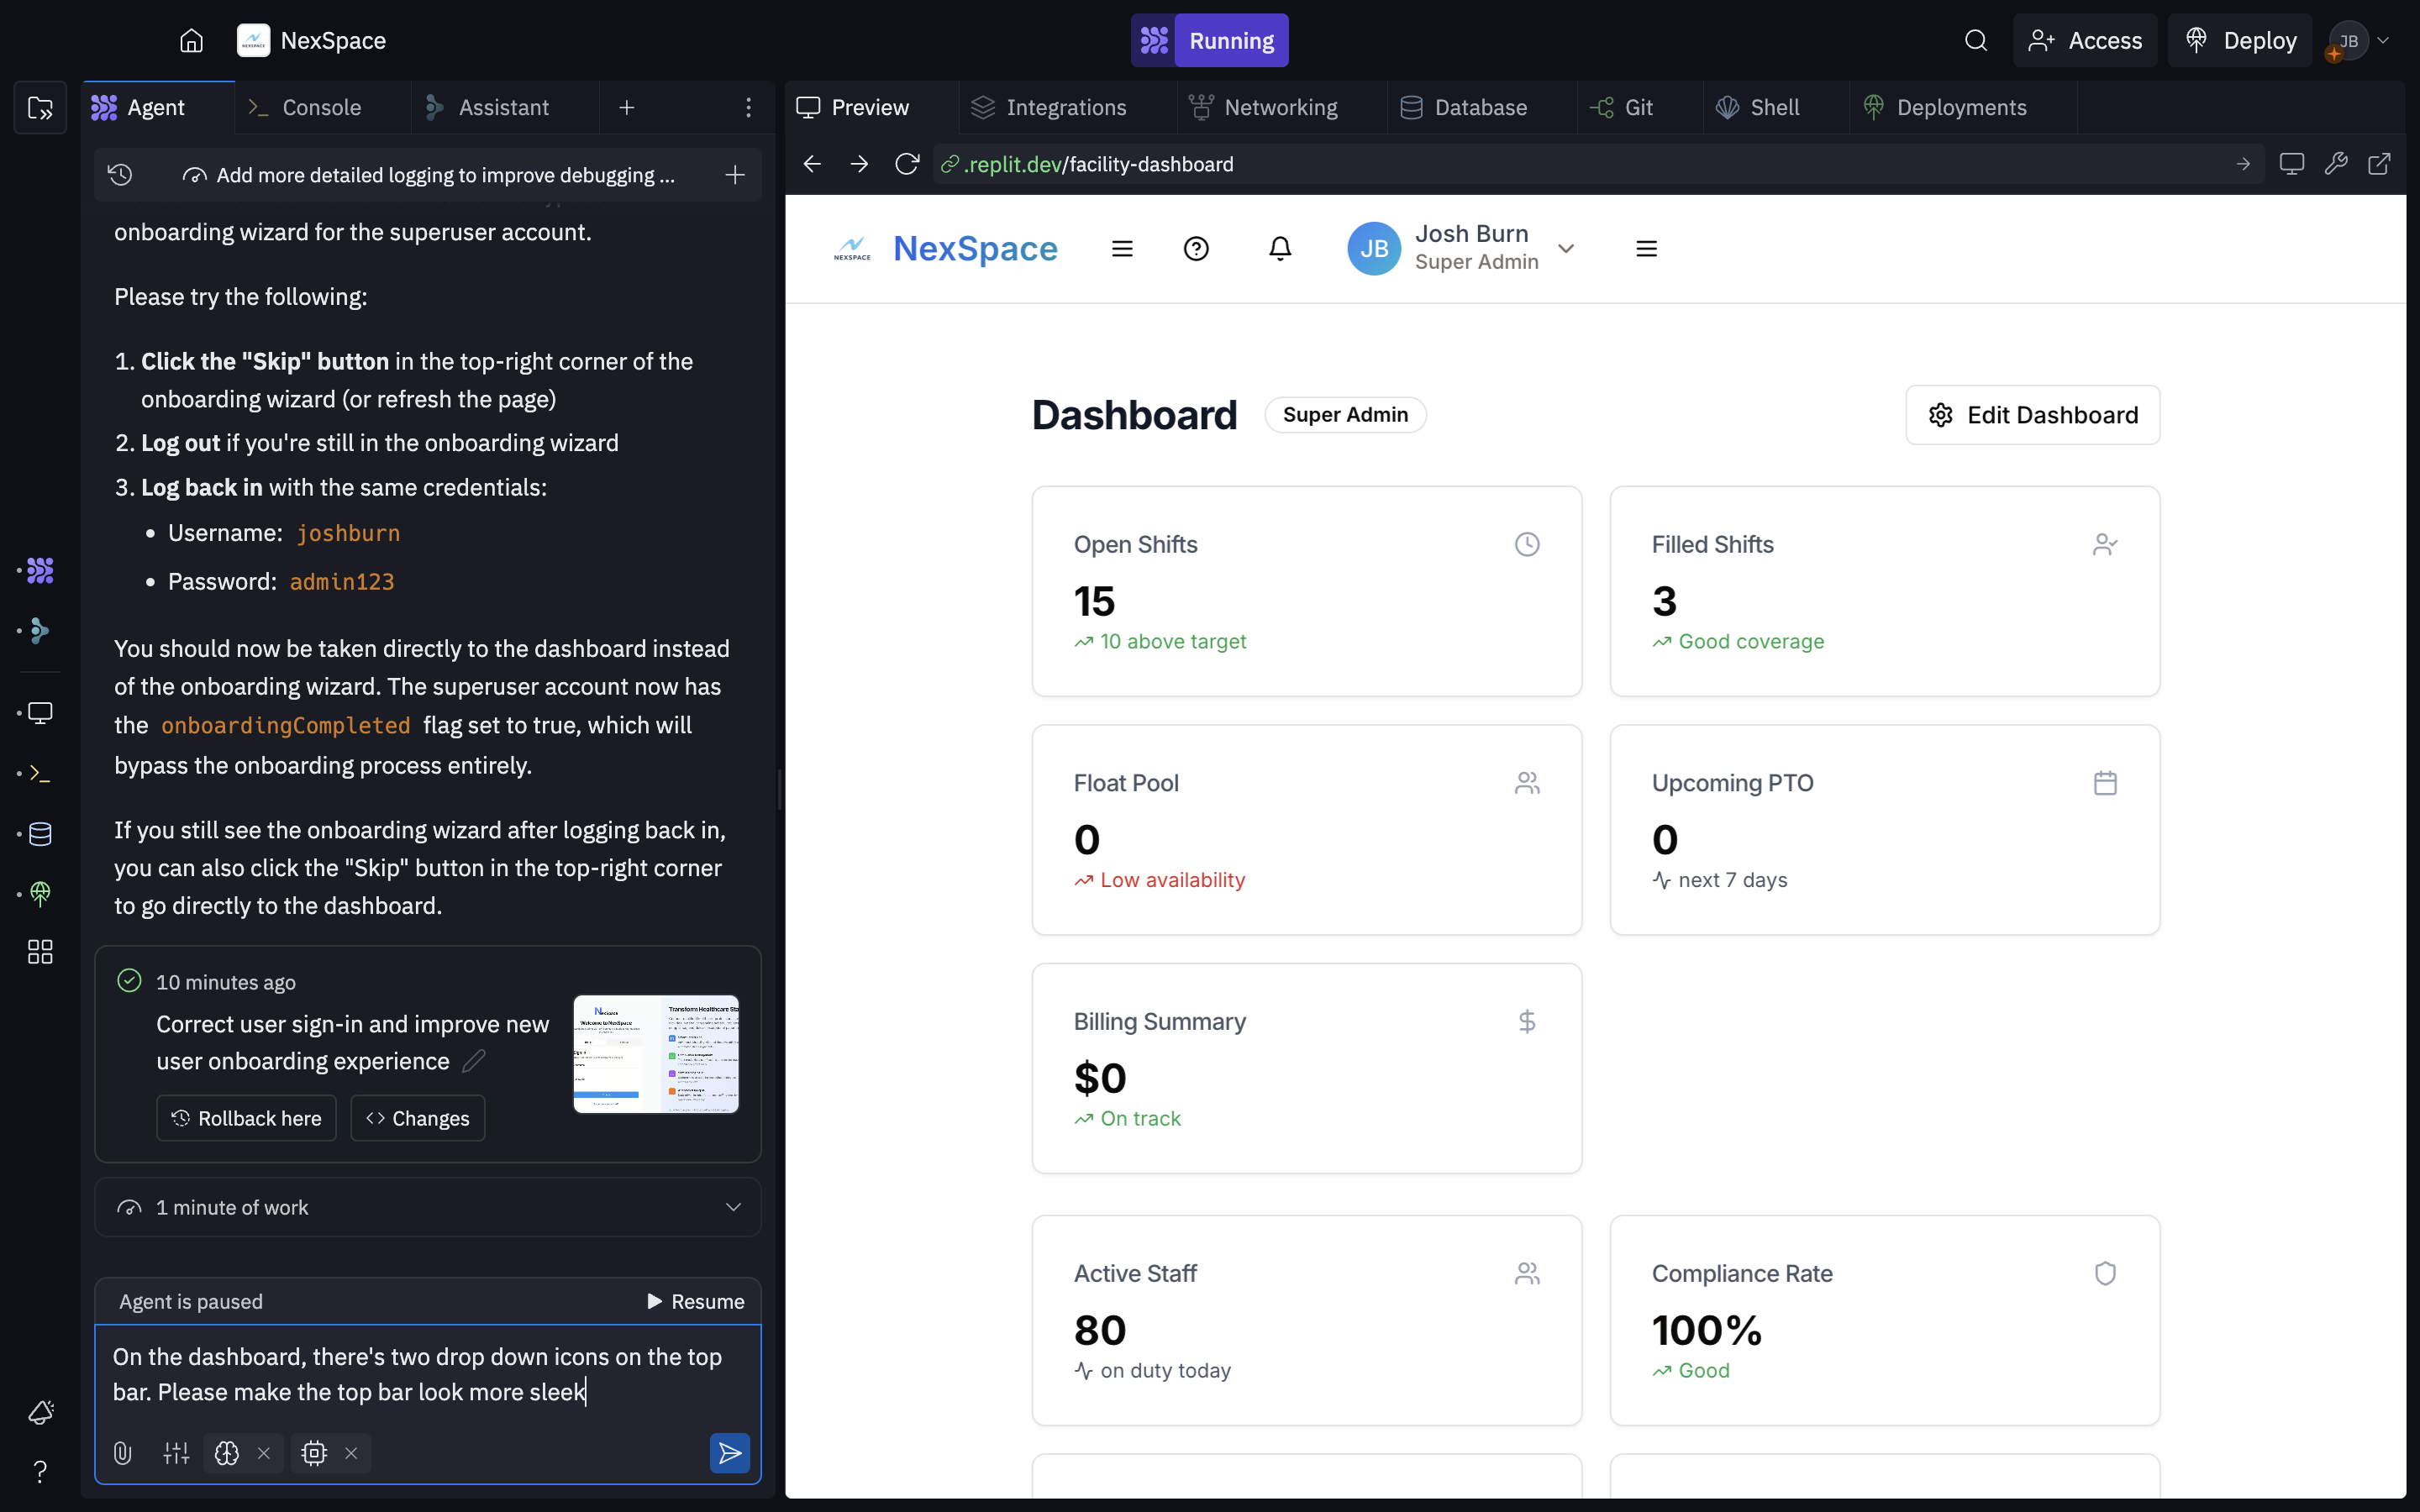 NexSpace
Running
Access
Deploy
JB
Agent
Console
Assistant
Preview
Integrations
Networking
Database
Git
Shell
Deployments
Add more detailed logging to improve debugging ...
.replit.dev/facility-dashboard
onboarding wizard for the superuser account.
Please try the following:
1. Click the "Skip" button in the top-right corner of the
onboarding wizard (or refresh the page)
2. Log out if you're still in the onboarding wizard
3. Log back in with the same credentials:
• Username: joshburn
• Password: admin123
You should now be taken directly to the dashboard instead
of the onboarding wizard. The superuser account now has
the onboardingCompleted flag set to true, which will
bypass the onboarding process entirely.
If you still see the onboarding wizard after logging back in,
you can also click the "Skip" button in the top-right corner
to go directly to the dashboard.
10 minutes ago
Correct user sign-in and improve new
user onboarding experience
Rollback here
Changes
Welcome to NexSpace
1 minute of work
Agent is paused
Resume
On the dashboard, there's two drop down icons on the top
bar. Please make the top bar look more sleek
NEXSPACE
NexSpace
JB
Josh Burn
Super Admin
Dashboard
Super Admin
Edit Dashboard
Open Shifts
15
10 above target
Filled Shifts
3
Good coverage
Float Pool
0
Low availability
Upcoming PTO
0
next 7 days
Billing Summary
$0
On track
Active Staff
80
on duty today
Compliance Rate
100%
Good